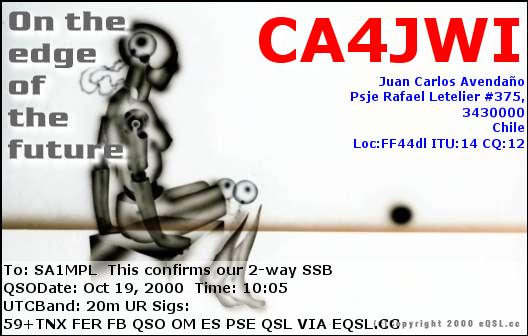 On the
edge
of
the
future
CA4JWI
Juan Carlos Avendaño
Psje Rafael Letelier #375,
3430000
Chile
Loc:FF44dl ITU:14 CQ:12
To: SA1MPL  This confirms our 2-way SSB
QSODate: Oct 19, 2000  Time: 10:05
UTCBand: 20m UR Sigs:
59+TNX FER FB QSO OM ES PSE QSL VIA EQSL.CC
Copyright 2000 eQSL.cc